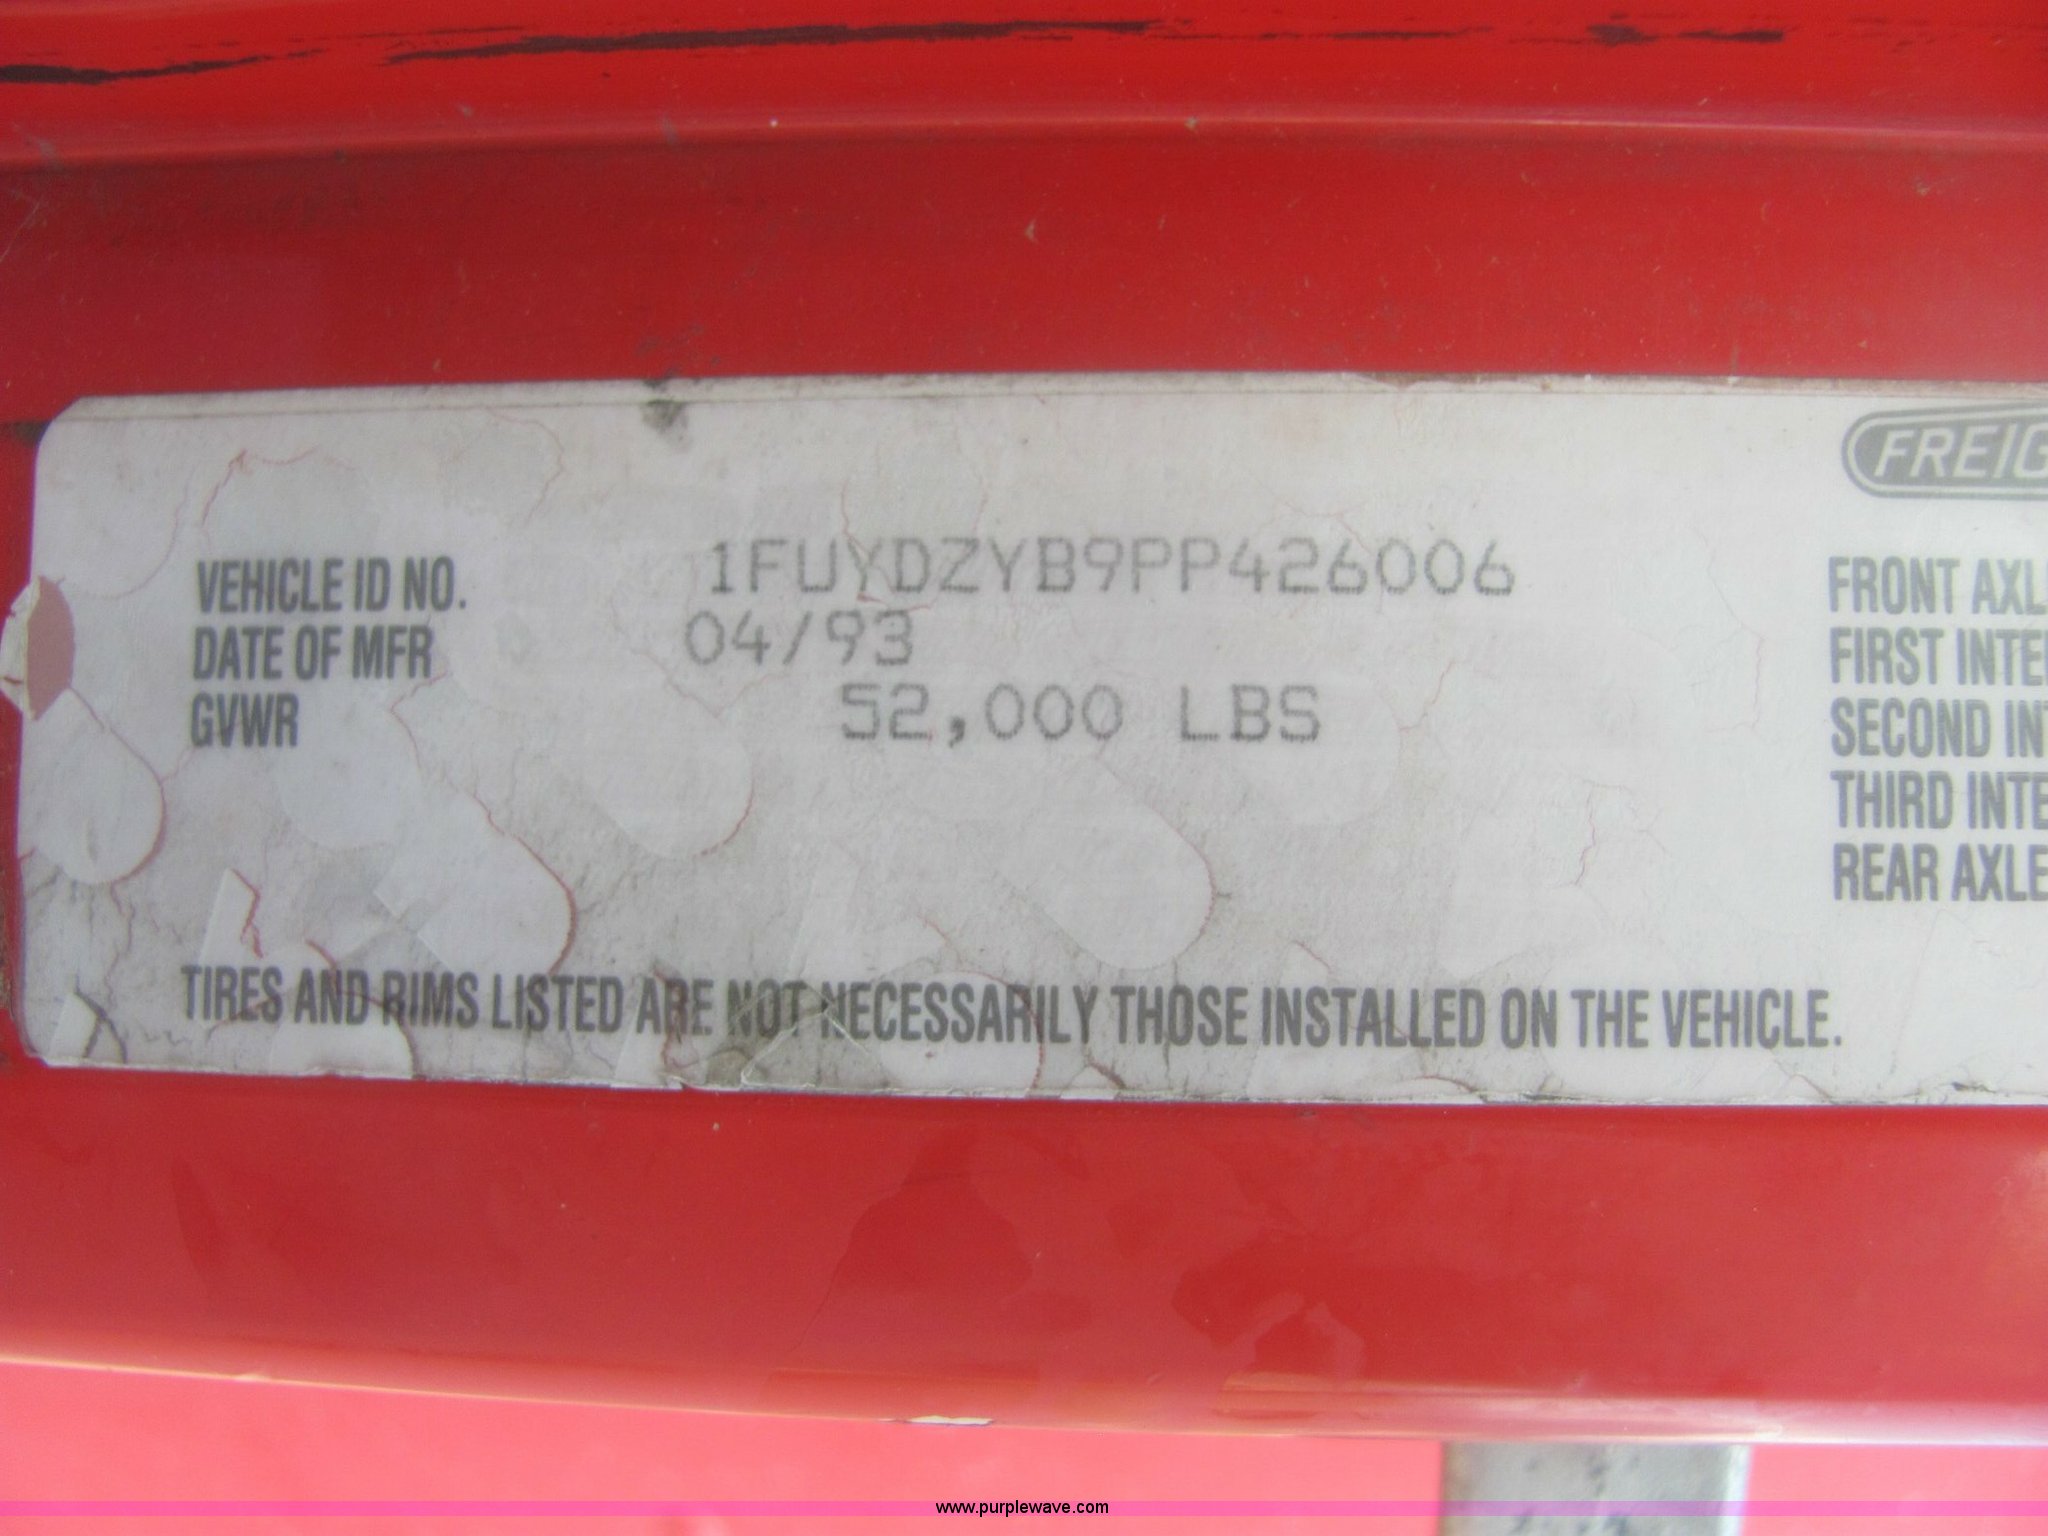 FREIG
VEHICLE ID NO. 1FUYDZYB9PP426006
DATE OF MFR 04/93
GVWR 52,000 LBS
FRONT AXL
FIRST INTE
SECOND INT
THIRD INTE
REAR AXLE
TIRES AND RIMS LISTED ARE NOT NECESSARILY THOSE INSTALLED ON THE VEHICLE.
www.purplewave.com